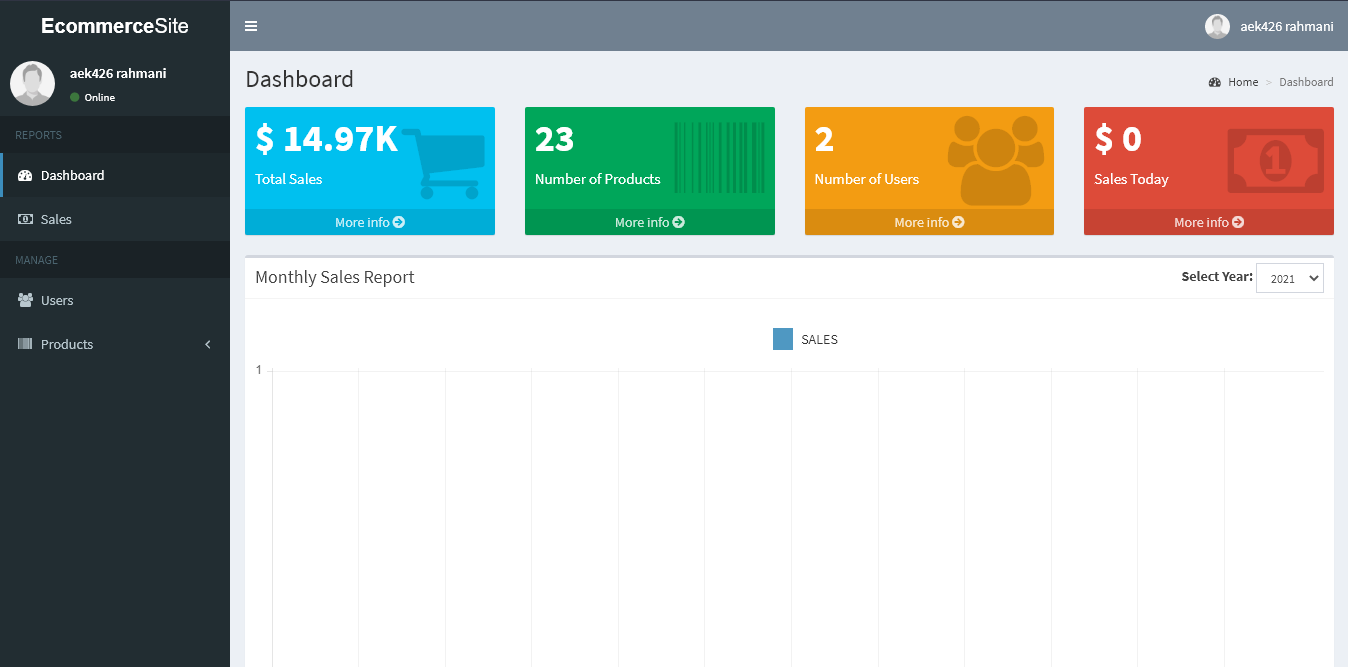 EcommerceSite
aek426 rahmani
aek426 rahmani
Online
REPORTS
Dashboard
Sales
MANAGE
Users
Products
Dashboard
Home > Dashboard
$ 14.97K
Total Sales
More info
23
Number of Products
More info
2
Number of Users
More info
$ 0
Sales Today
1
More info
Monthly Sales Report
Select Year: 2021
SALES
1